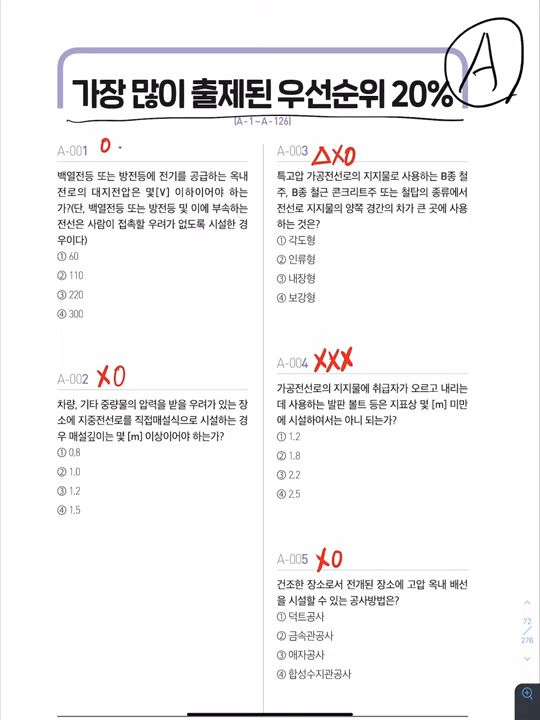 A
가장 많이 출제된 우선순위 20%
(A-1~A-126)
A-001 O
백열전등 또는 방전등에 전기를 공급하는 옥내
전로의 대지전압은 몇[V] 이하이어야 하는
가?(단, 백열전등 또는 방전등 및 이에 부속하는
전선은 사람이 접촉할 우려가 없도록 시설한 경
우이다)
① 60
② 110
③ 220
④ 300
A-002 XO
차량, 기타 중량물의 압력을 받을 우려가 있는 장
소에 지중전선로를 직접매설식으로 시설하는 경
우 매설깊이는 몇 [m] 이상이어야 하는가?
① 0.8
② 1.0
③ 1.2
④ 1.5
A-003 △XO
특고압 가공전선로의 지지물로 사용하는 B종 철
주, B종 철근 콘크리트주 또는 철탑의 종류에서
전선로 지지물의 양쪽 경간의 차가 큰 곳에 사용
하는 것은?
① 각도형
② 인류형
③ 내장형
④ 보강형
A-004 XXX
가공전선로의 지지물에 취급자가 오르고 내리는
데 사용하는 발판 볼트 등은 지표상 몇 [m] 미만
에 시설하여서는 아니 되는가?
① 1.2
② 1.8
③ 2.2
④ 2.5
A-005 XO
건조한 장소로서 전개된 장소에 고압 옥내 배선
을 시설할 수 있는 공사방법은?
① 덕트공사
② 금속관공사
③ 애자공사
④ 합성수지관공사
72
276